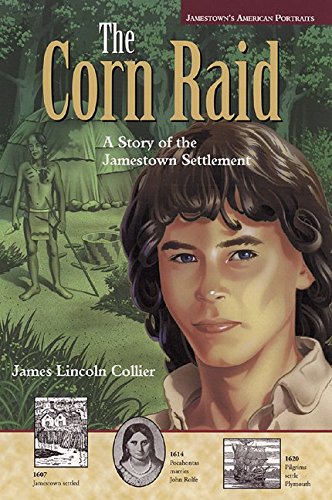 JAMESTOWN'S AMERICAN PORTRAITS
The
Corn Raid
A Story of the
Jamestown Settlement
James Lincoln Collier
1607
Jamestown settled
1614
Pocahontas
marries
John Rolfe
1620
Pilgrims
settle
Plymouth